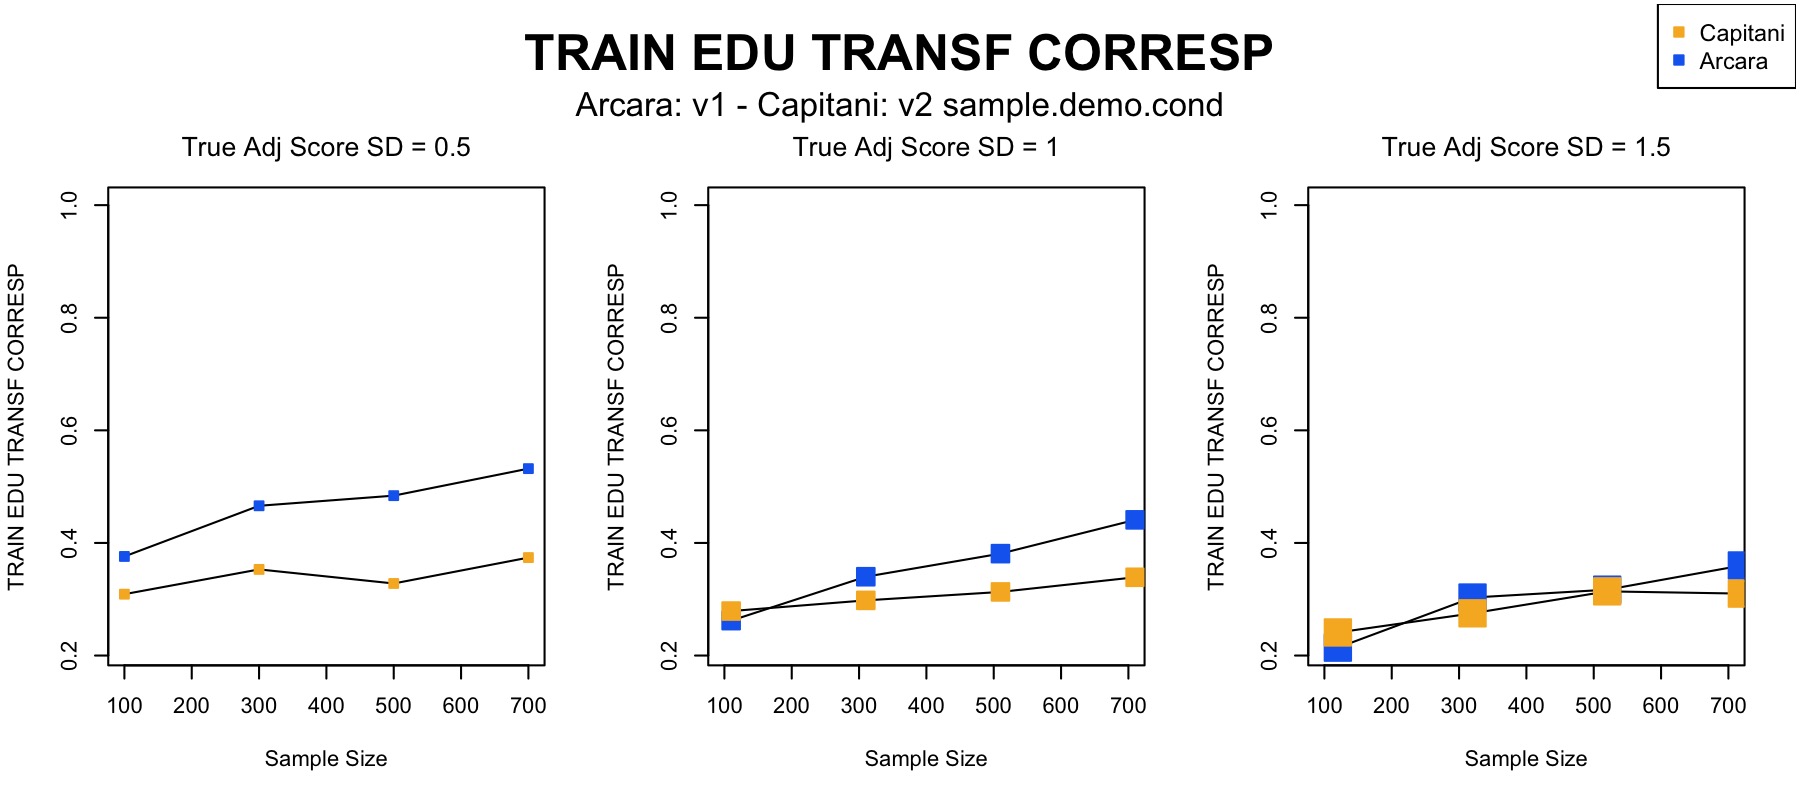 TRAIN EDU TRANSF CORRESP
Arcara: v1 - Capitani: v2 sample.demo.cond
Capitani
Arcara
True Adj Score SD = 0.5
TRAIN EDU TRANSF CORRESP
1.0
0.8
0.6
0.4
0.2
100 200 300 400 500 600 700
Sample Size
True Adj Score SD = 1
TRAIN EDU TRANSF CORRESP
1.0
0.8
0.6
0.4
0.2
100 200 300 400 500 600 700
Sample Size
True Adj Score SD = 1.5
TRAIN EDU TRANSF CORRESP
1.0
0.8
0.6
0.4
0.2
100 200 300 400 500 600 700
Sample Size